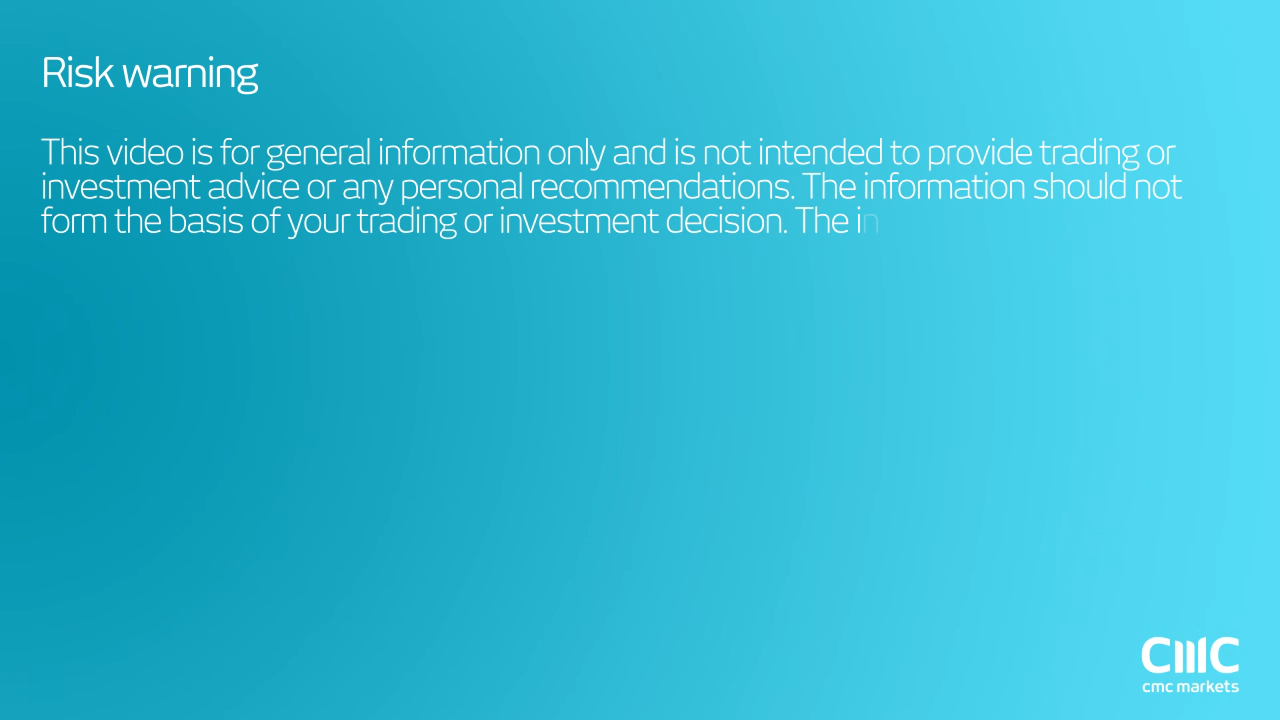 Risk warning
This video is for general information only and is not intended to provide trading or
investment advice or any personal recommendations. The information should not
form the basis of your trading or investment decision. The in
CMC
cmc markets